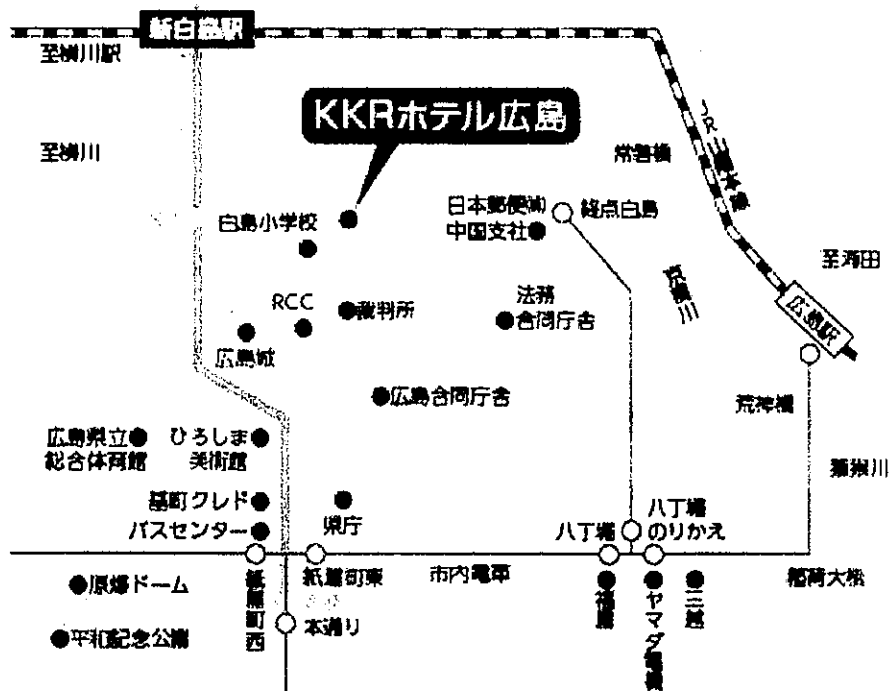 新白島駅
至横川駅
KKRホテル広島
至横川
常磐橋
JR山陽本線
白島小学校
日本郵便㈱
中国支社
終点白島
至海田
京橋川
RCC
裁判所
法務
合同庁舎
広島駅
広島城
広島合同庁舎
荒神橋
広島県立
総合体育館
ひろしま
美術館
猿猴川
基町クレド
バスセンター
県庁
八丁堀
八丁堀
のりかえ
原爆ドーム
紙屋町西
紙屋町東
市内電車
福屋
ヤマダ電機
三越
稲荷大橋
平和記念公園
本通り